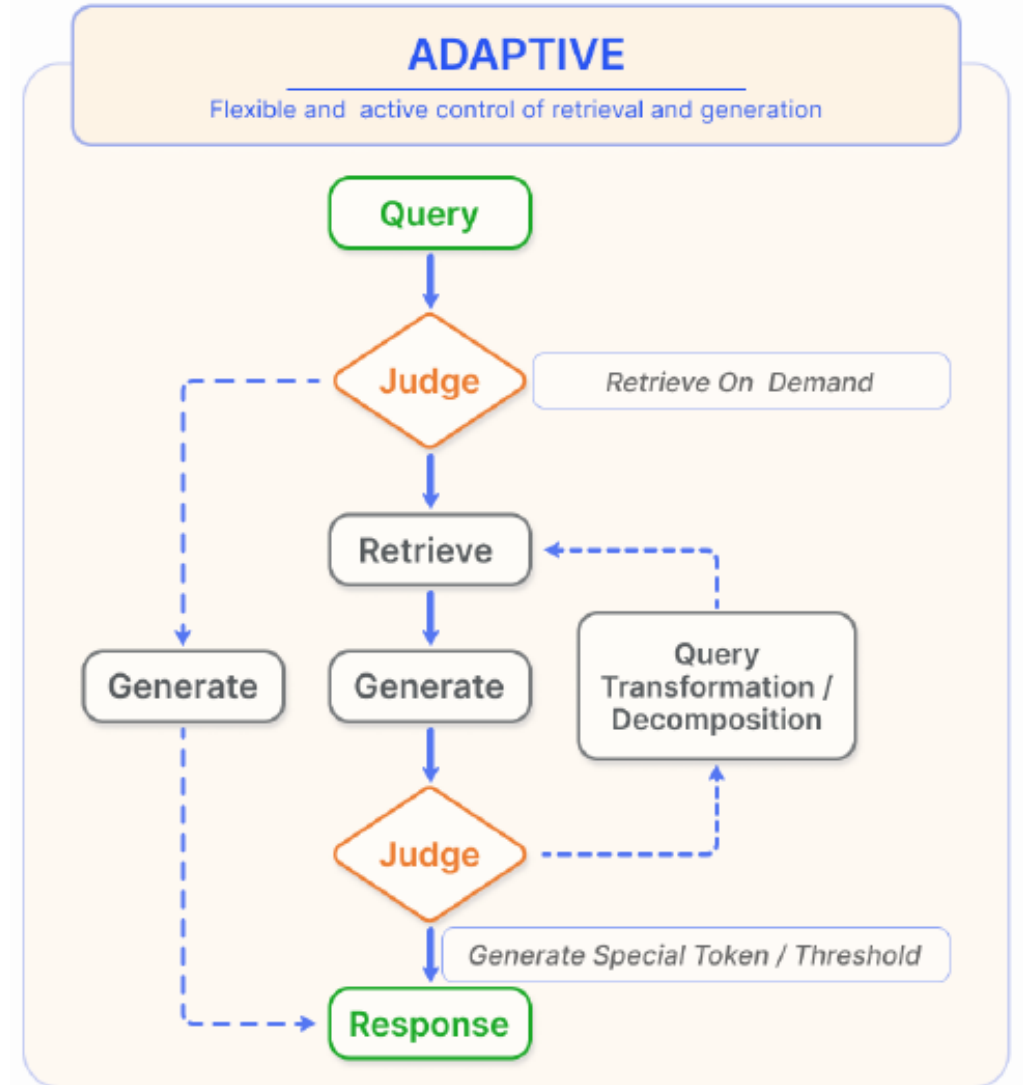 ADAPTIVE
Flexible and active control of retrieval and generation
Query
Judge
Retrieve On Demand
Retrieve
Generate
Generate
Query
Transformation /
Decomposition
Judge
Generate Special Token / Threshold
Response